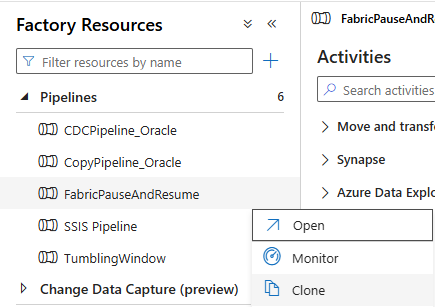 Factory Resources
Filter resources by name
Pipelines 6
CDCPipeline_Oracle
CopyPipeline_Oracle
FabricPauseAndResume
SSIS Pipeline
TumblingWindow
Change Data Capture (preview)
Open
Monitor
Clone
FabricPauseAndR
Activities
Search activities
Move and transf
Synapse
Azure Data Explo